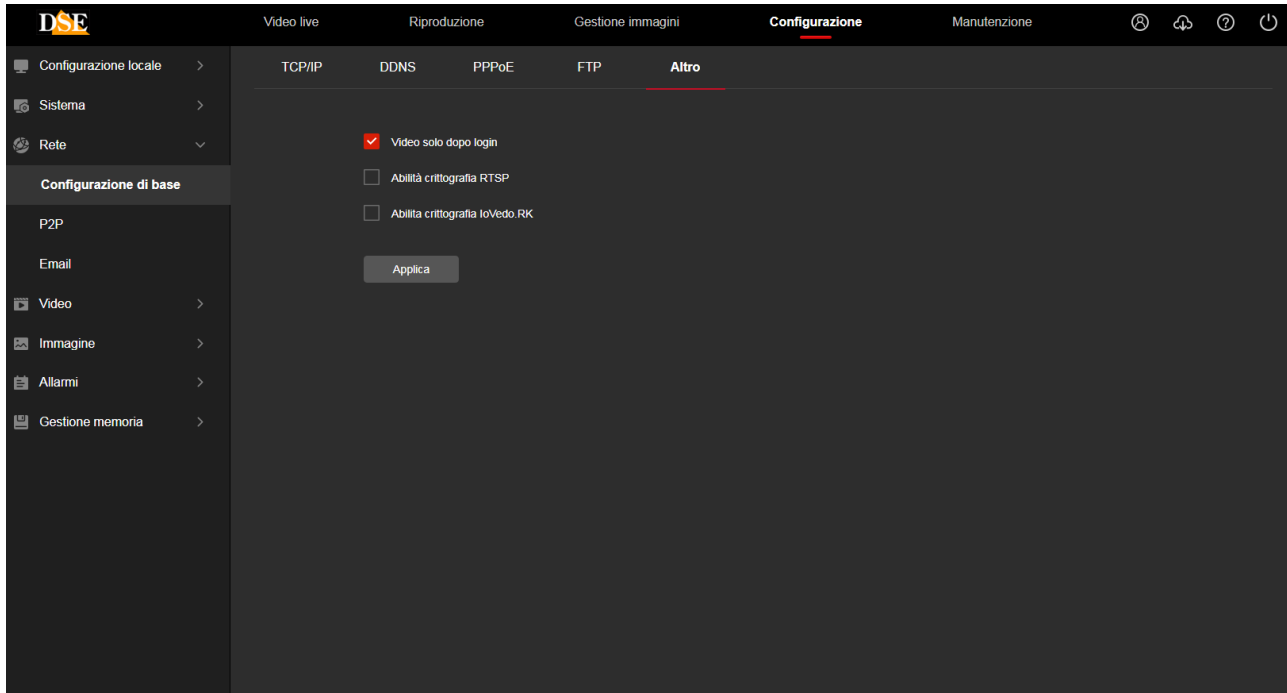 DSE
Video live Riproduzione Gestione immagini Configurazione Manutenzione
Configurazione locale
Sistema
Rete
Configurazione di base
P2P
Email
Video
Immagine
Allarmi
Gestione memoria
TCP/IP DDNS PPPoE FTP Altro
Video solo dopo login
Abilità crittografia RTSP
Abilita crittografia IoVedo.RK
Applica